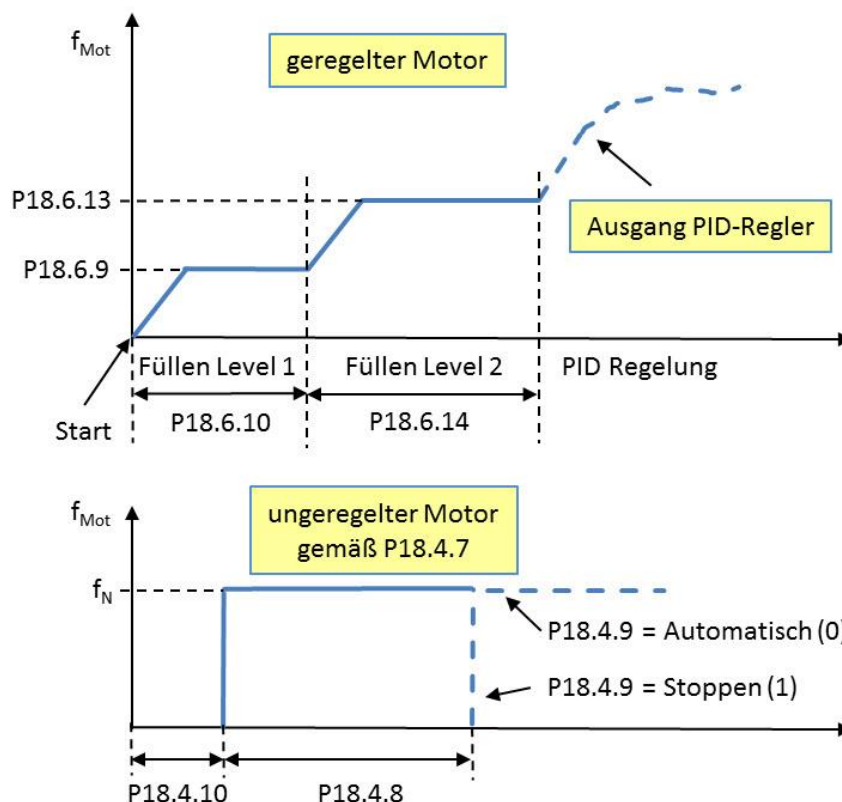 fMot
geregelter Motor
P18.6.13
Ausgang PID-Regler
P18.6.9
Füllen Level 1
Füllen Level 2
PID Regelung
P18.6.10
P18.6.14
Start
fMot
ungeregelter Motor
gemäß P18.4.7
fN
P18.4.9 = Automatisch (0)
P18.4.9 = Stoppen (1)
P18.4.10
P18.4.8